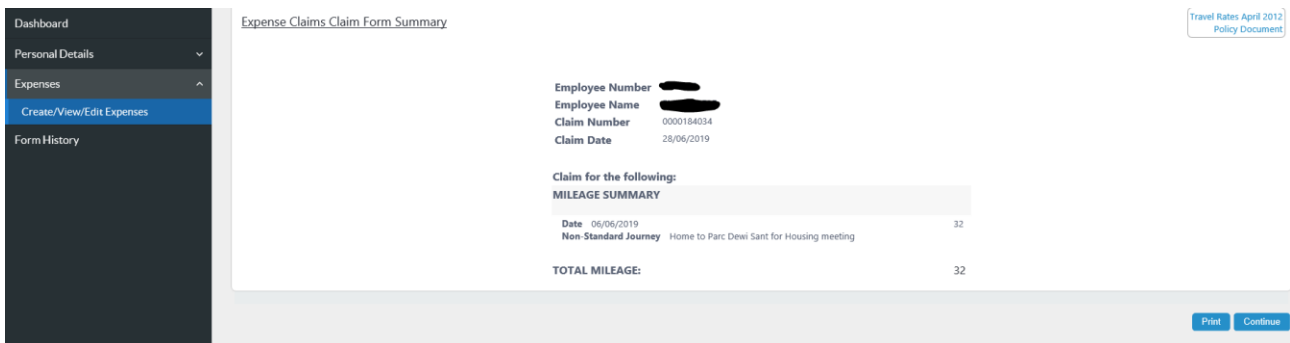 Dashboard
Personal Details
Expenses
Create/View/Edit Expenses
Form History
Expense Claims Claim Form Summary
Travel Rates April 2012
Policy Document
Employee Number
Employee Name
Claim Number 0000184034
Claim Date 28/06/2019
Claim for the following:
MILEAGE SUMMARY
Date 06/06/2019 32
Non-Standard Journey Home to Parc Dewi Sant for Housing meeting
TOTAL MILEAGE: 32
Print Continue